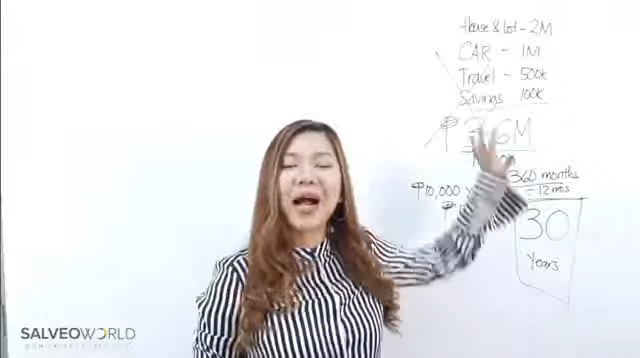 House & Lot - 2M
CAR - 1M
Travel - 500k
Savings 100k
₱ 3.6M
360 months
₱10,000 x ÷ 12 mos
₱
30
Years
SALVEOWORLD